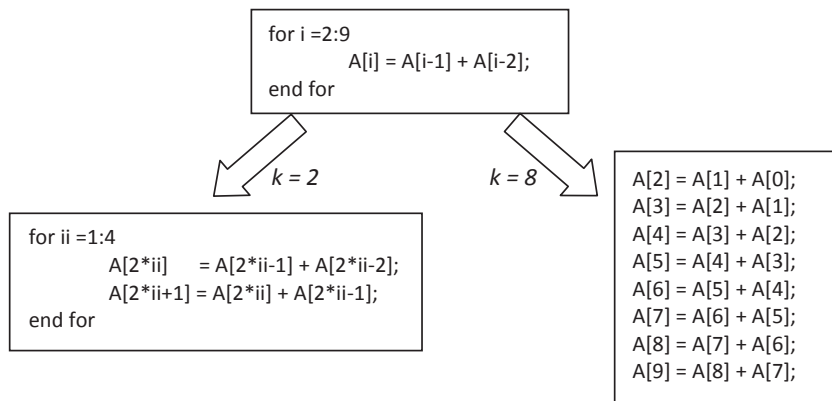 for i =2:9
A[i] = A[i-1] + A[i-2];
end for
k = 2
k = 8
for ii =1:4
A[2*ii] = A[2*ii-1] + A[2*ii-2];
A[2*ii+1] = A[2*ii] + A[2*ii-1];
end for
A[2] = A[1] + A[0];
A[3] = A[2] + A[1];
A[4] = A[3] + A[2];
A[5] = A[4] + A[3];
A[6] = A[5] + A[4];
A[7] = A[6] + A[5];
A[8] = A[7] + A[6];
A[9] = A[8] + A[7];